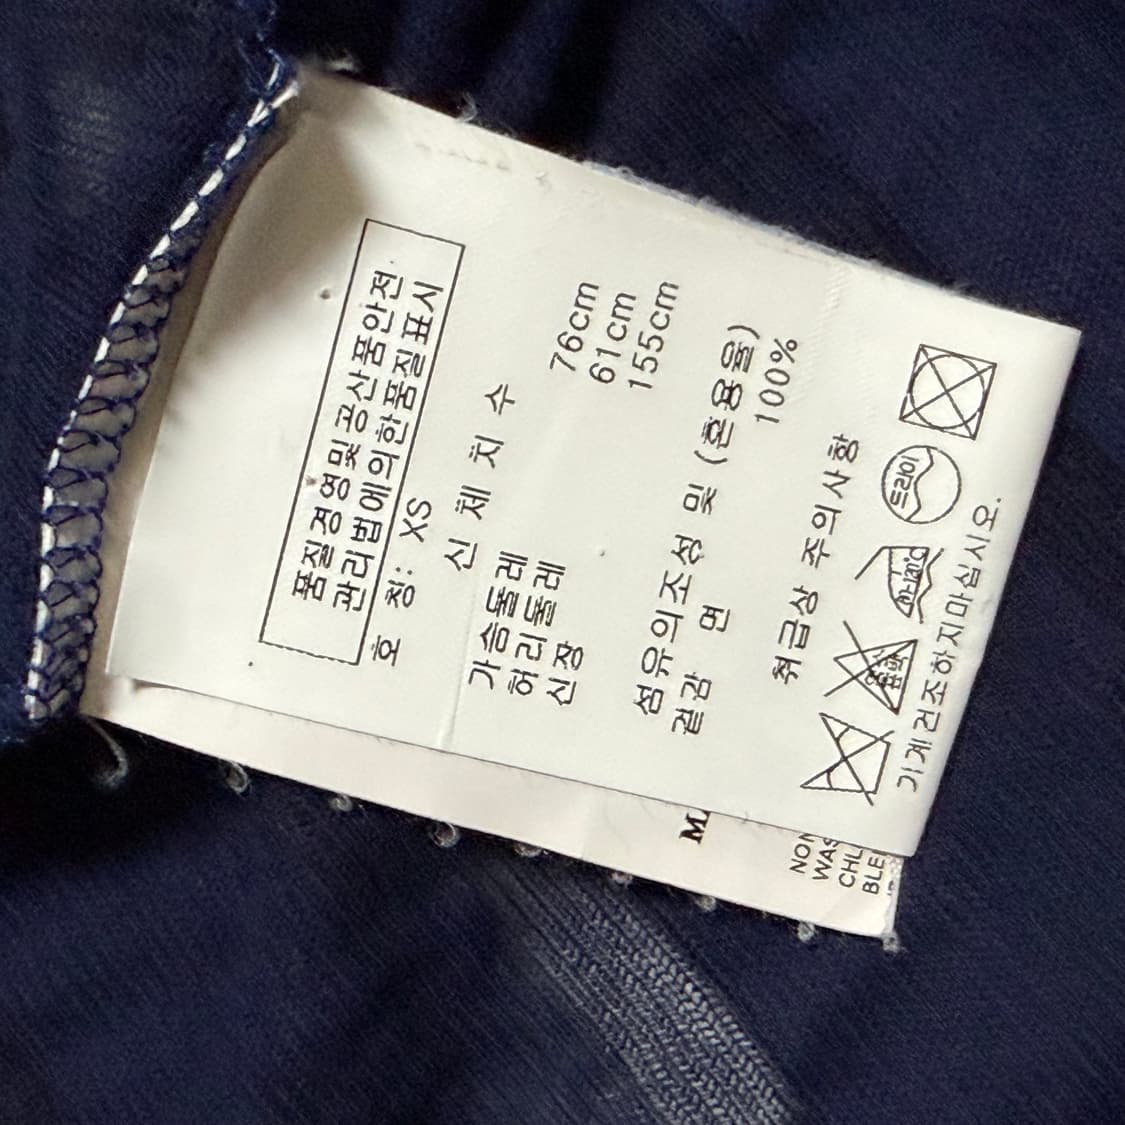 품질경영및공산품안전
관리법에의한품질표시
호 칭: XS
신 체 치 수
가슴둘레 76cm
허리둘레 61cm
신장 155cm
섬유의조성 및 (혼용율)
겉감 면 100%
취급상 주의사항
드라이
기계건조하지마십시오.
NON
WAS
CHL
BLE